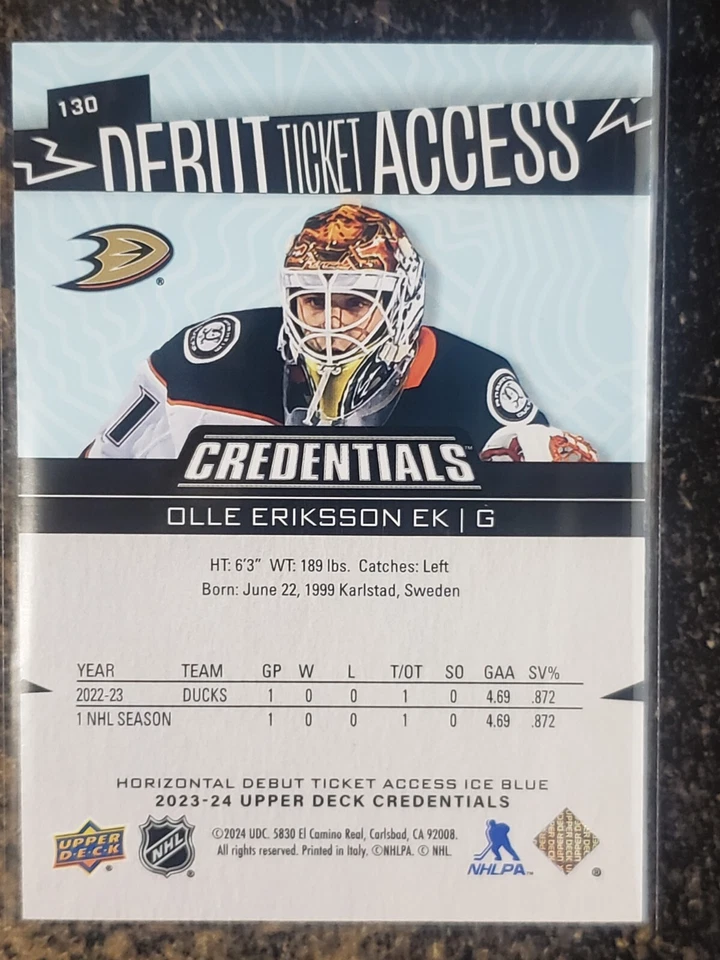 130
DEBUT TICKET ACCESS
®
1
CREDENTIALS™
OLLE ERIKSSON EK | G
HT: 6'3" WT: 189 lbs. Catches: Left
Born: June 22, 1999 Karlstad, Sweden
YEAR TEAM GP W L T/OT SO GAA SV%
2022-23 DUCKS 1 0 0 1 0 4.69 .872
1 NHL SEASON 1 0 0 1 0 4.69 .872
HORIZONTAL DEBUT TICKET ACCESS ICE BLUE
2023-24 UPPER DECK CREDENTIALS
UPPER
D·E·C·K
®
NHL
®
©2024 UDC. 5830 El Camino Real, Carlsbad, CA 92008.
All rights reserved. Printed in Italy. ©NHLPA. © NHL.
NHLPA™
®